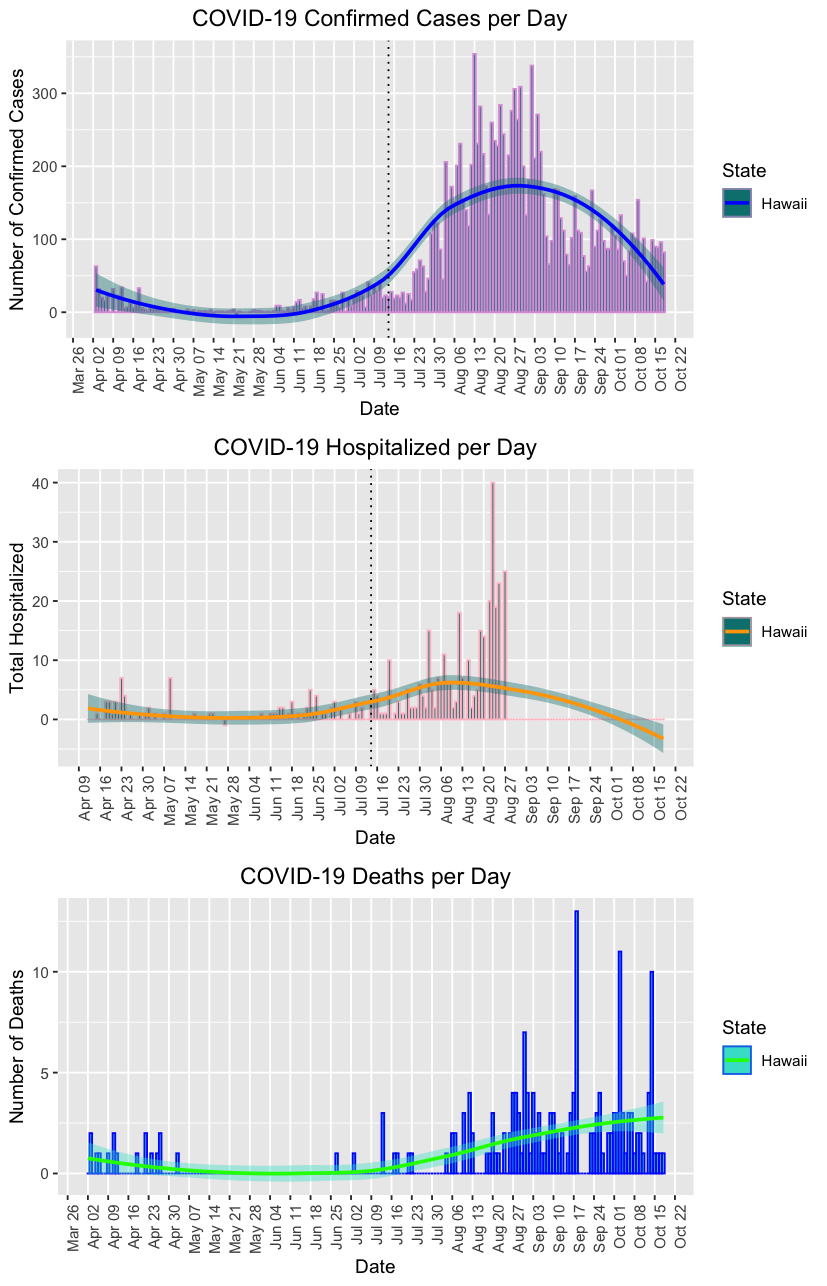 COVID-19 Confirmed Cases per Day
Number of Confirmed Cases
300
200
100
0
Mar 26
Apr 02
Apr 09
Apr 16
Apr 23
Apr 30
May 07
May 14
May 21
May 28
Jun 04
Jun 11
Jun 18
Jun 25
Jul 02
Jul 09
Jul 16
Jul 23
Jul 30
Aug 06
Aug 13
Aug 20
Aug 27
Sep 03
Sep 10
Sep 17
Sep 24
Oct 01
Oct 08
Oct 15
Oct 22
Date
State
Hawaii
COVID-19 Hospitalized per Day
Total Hospitalized
40
30
20
10
0
Apr 09
Apr 16
Apr 23
Apr 30
May 07
May 14
May 21
May 28
Jun 04
Jun 11
Jun 18
Jun 25
Jul 02
Jul 09
Jul 16
Jul 23
Jul 30
Aug 06
Aug 13
Aug 20
Aug 27
Sep 03
Sep 10
Sep 17
Sep 24
Oct 01
Oct 08
Oct 15
Oct 22
Date
State
Hawaii
COVID-19 Deaths per Day
Number of Deaths
10
5
0
Mar 26
Apr 02
Apr 09
Apr 16
Apr 23
Apr 30
May 07
May 14
May 21
May 28
Jun 04
Jun 11
Jun 18
Jun 25
Jul 02
Jul 09
Jul 16
Jul 23
Jul 30
Aug 06
Aug 13
Aug 20
Aug 27
Sep 03
Sep 10
Sep 17
Sep 24
Oct 01
Oct 08
Oct 15
Oct 22
Date
State
Hawaii